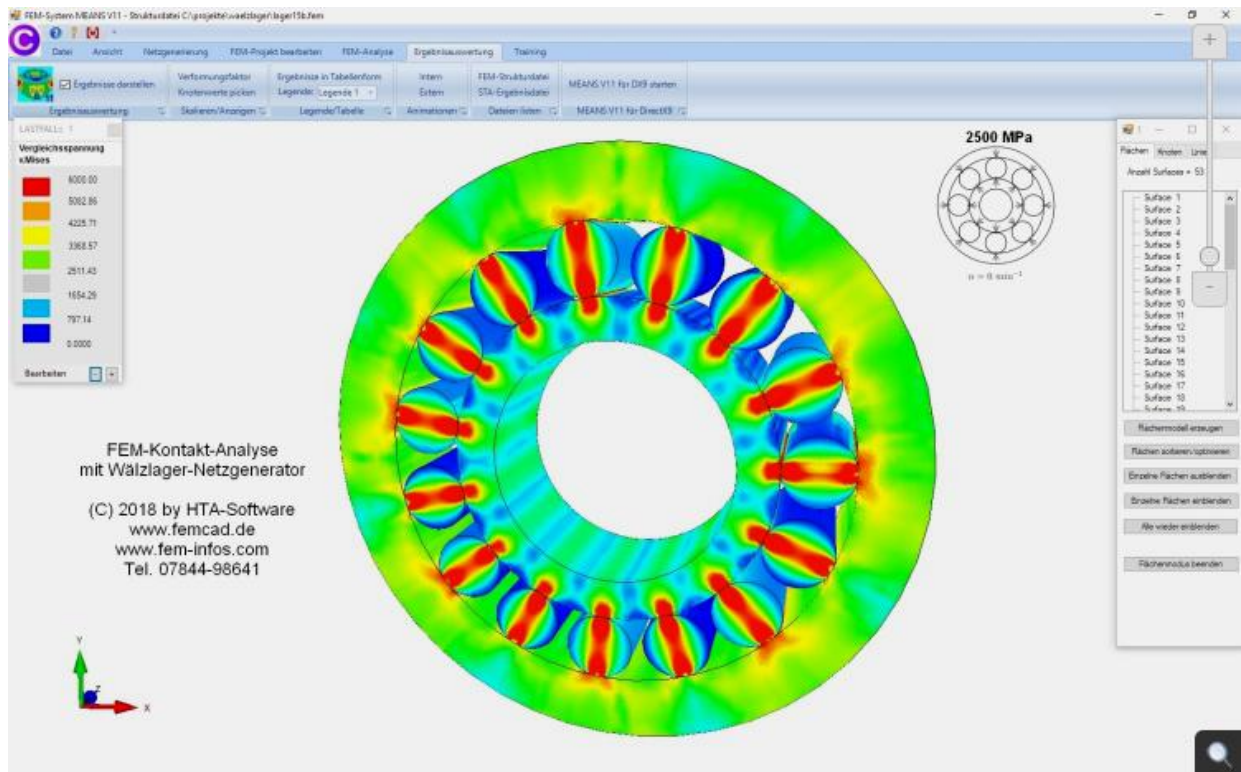 FEM-System MEANS V11 - Strukturdatei C:\projekte\waelzlager\lager15b.fem
Datei Ansicht Netzgenerierung FEM-Projekt bearbeiten FEM-Analyse Ergebnisauswertung Training
Ergebnisse darstellen
Verformungsfaktor
Knotenwerte picken
Ergebnisse in Tabellenform
Legende: Legende 1
Intern
Extern
FEM-Strukturdatei
STA-Ergebnisdatei
MEANS V11 für DX9 starten
Ergebnisauswertung Skalieren/Anzeigen Legende/Tabelle Animationen Dateien listen MEANS V11 für DirectX9
LASTFALL: 1
Vergleichsspannung
v.Mises
6000.00
5082.86
4225.71
3368.57
2511.43
1654.29
797.14
0.0000
Bearbeiten - +
2500 MPa
n = 0 min⁻¹
FEM-Kontakt-Analyse
mit Wälzlager-Netzgenerator
(C) 2018 by HTA-Software
www.femcad.de
www.fem-infos.com
Tel. 07844-98641
Y
Z
X
Flächen Knoten Linie
Anzahl Surfaces = 53
Surface 1
Surface 2
Surface 3
Surface 4
Surface 5
Surface 6
Surface 7
Surface 8
Surface 9
Surface 10
Surface 11
Surface 12
Surface 13
Surface 14
Surface 15
Surface 16
Surface 17
Surface 18
Surface 19
Flächenmodell erzeugen
Flächen sortieren/optimieren
Einzelne Flächen ausblenden
Einzelne Flächen einblenden
Alle wieder einblenden
Flächenmodus beenden